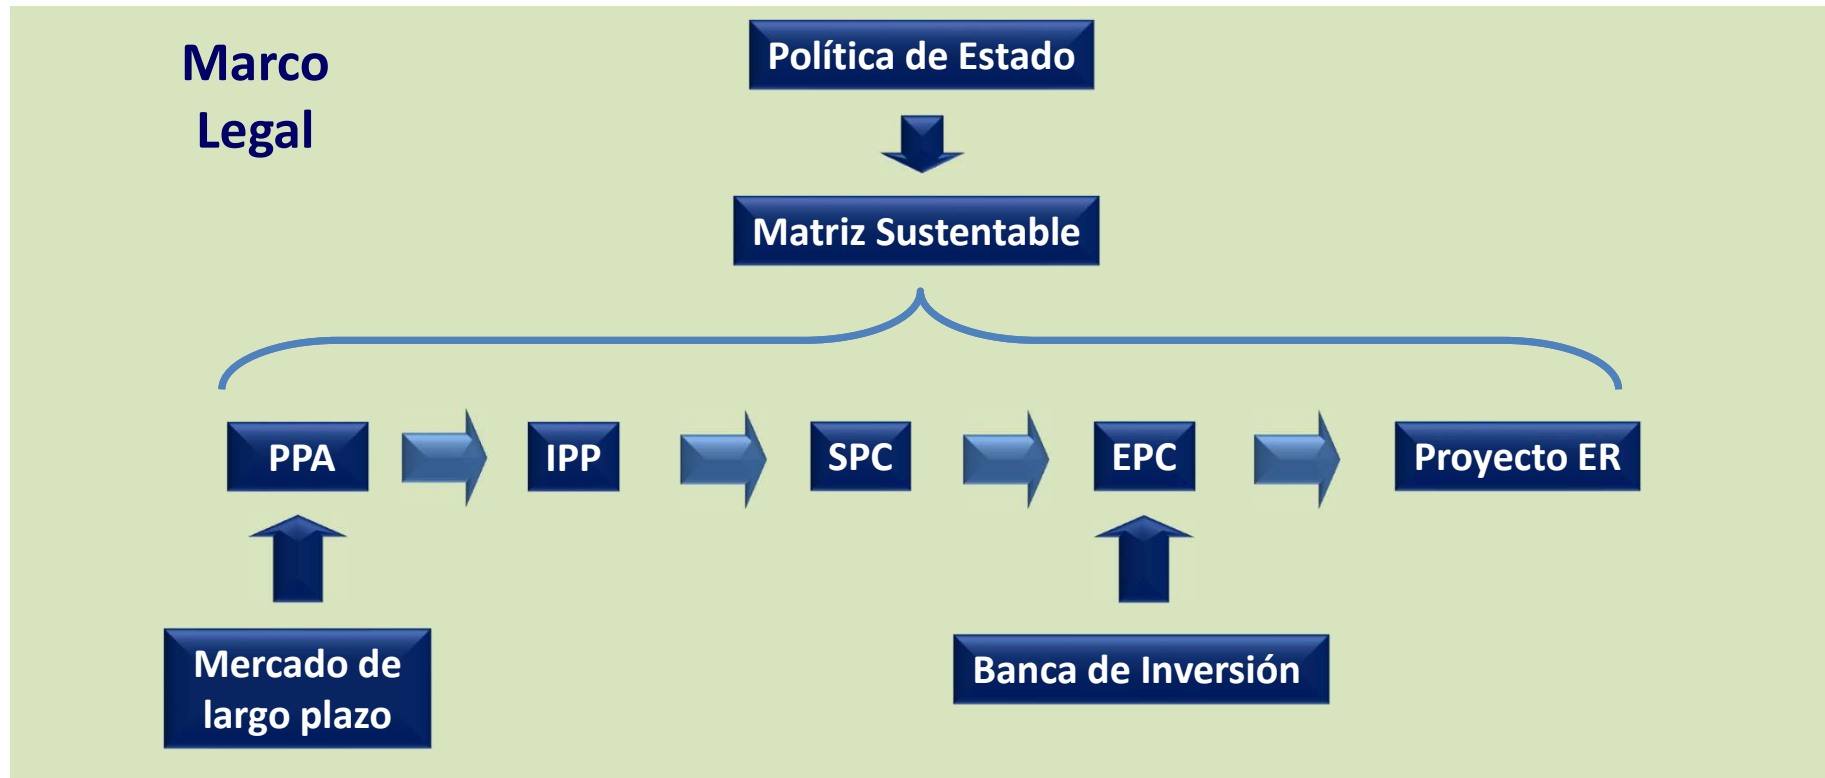 Marco
Legal
Política de Estado
Matriz Sustentable
PPA
IPP
SPC
EPC
Proyecto ER
Mercado de
largo plazo
Banca de Inversión